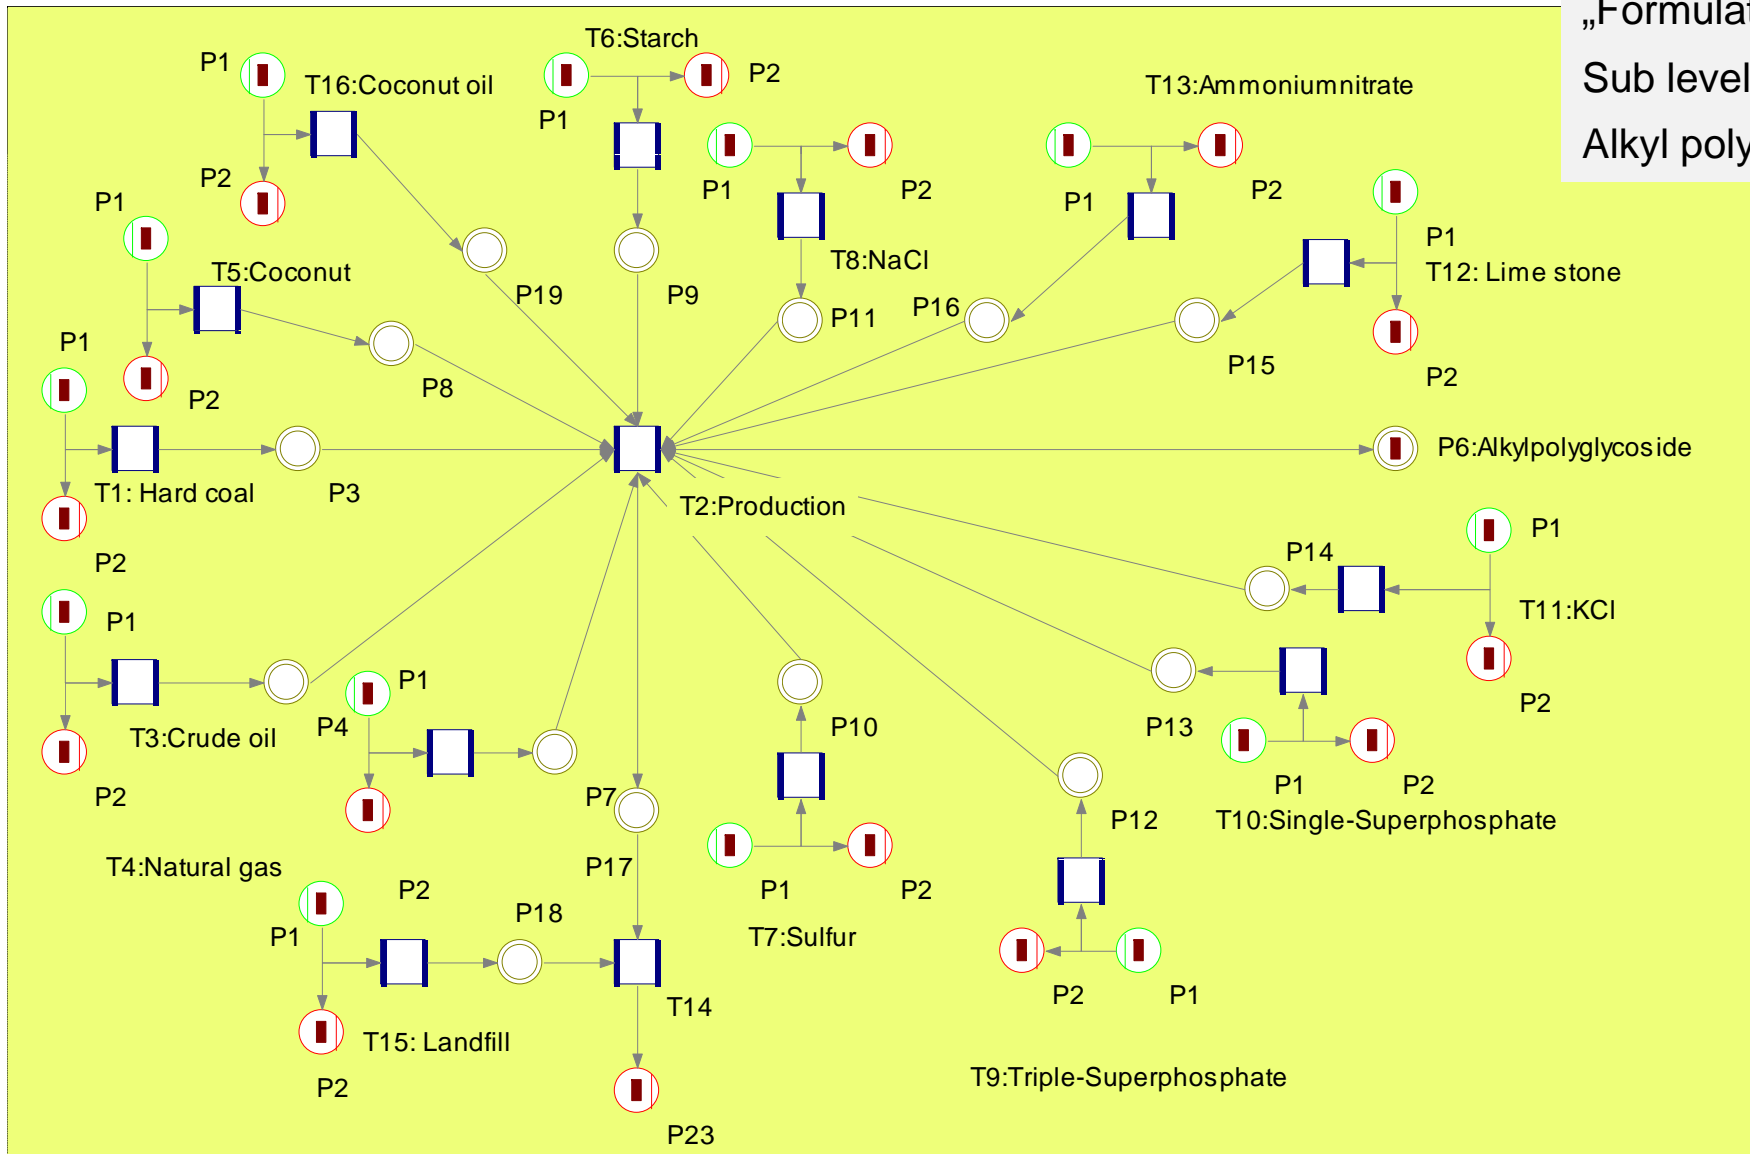 „Formulat
Sub level
Alkyl poly
T6:Starch
P1
P2
T16:Coconut oil
T13:Ammoniumnitrate
P1
P2
P1
P2
P1
P2
P1
P1
T5:Coconut
T8:NaCl
T12: Lime stone
P19
P9
P16
P11
P1
P15
P8
P2
P2
P6:Alkylpolyglycoside
T1: Hard coal
P3
T2:Production
P1
P14
P2
T11:KCl
P1
P1
P2
P4
P10
P13
T3:Crude oil
P1
P2
P2
P7
P12
T10:Single-Superphosphate
T4:Natural gas
P17
P2
P1
P2
P18
P1
T7:Sulfur
P2
P1
T14
T15: Landfill
T9:Triple-Superphosphate
P2
P23